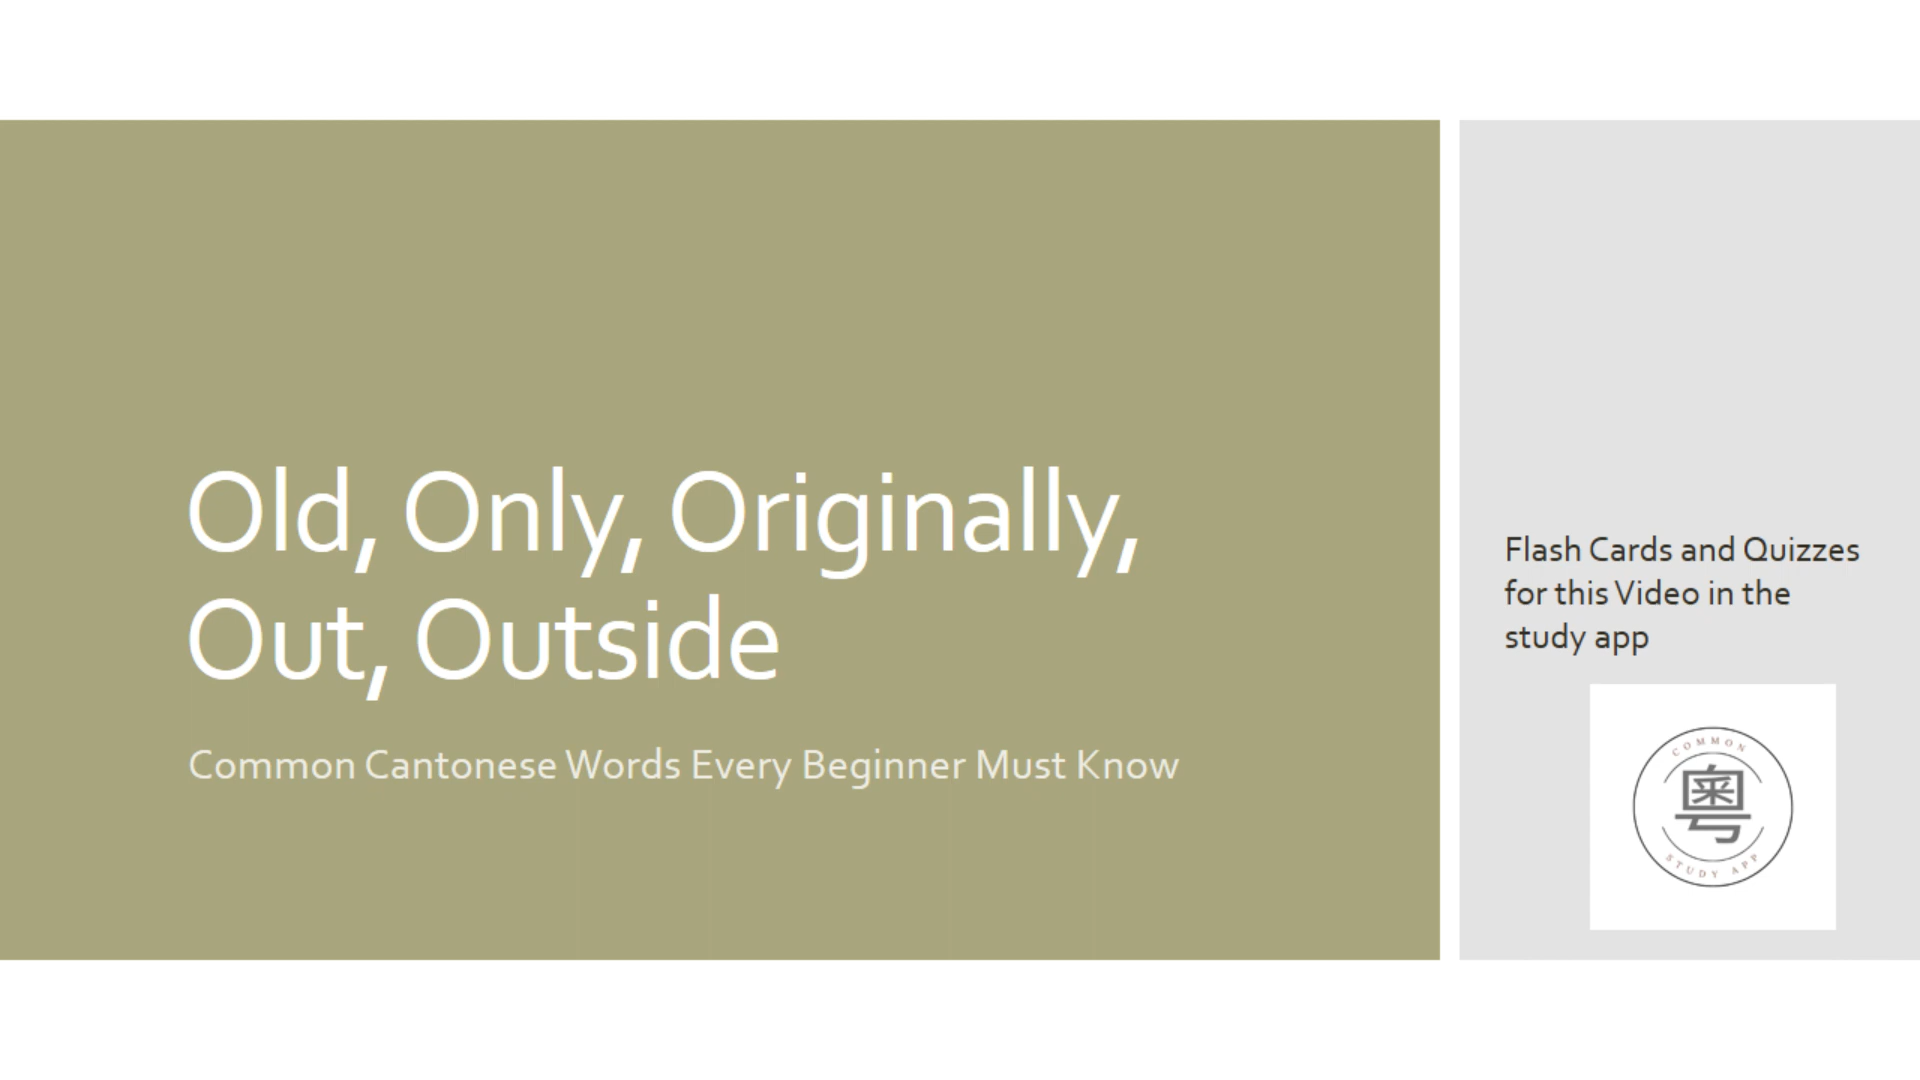 Old, Only, Originally,
Out, Outside
Common Cantonese Words Every Beginner Must Know
Flash Cards and Quizzes
for this Video in the
study app
COMMON
粵
STUDY APP